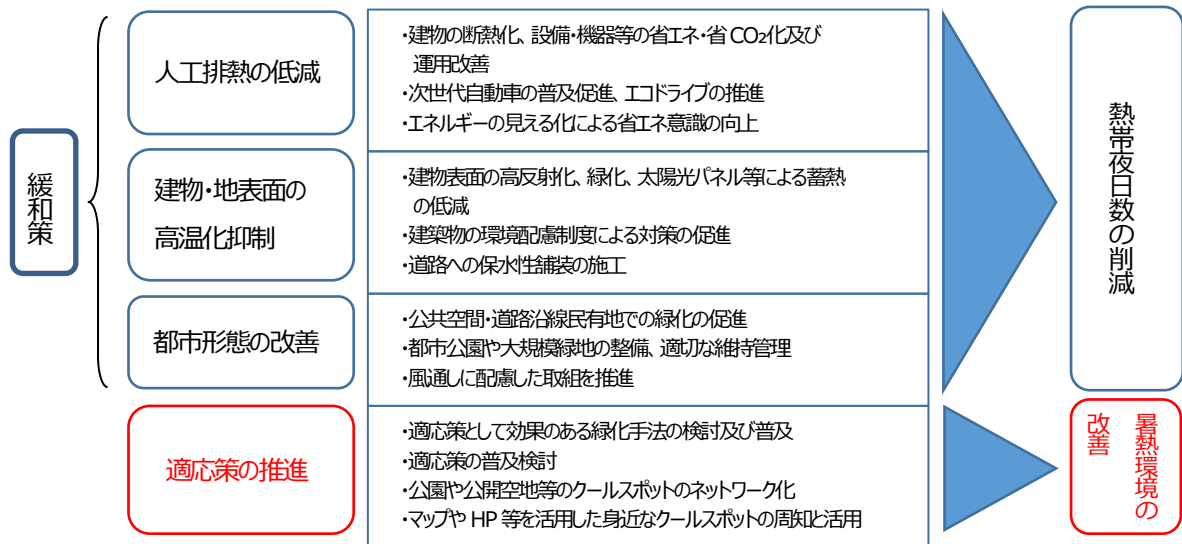 緩和策
人工排熱の低減
・建物の断熱化、設備・機器等の省エネ・省 CO₂化及び
運用改善
・次世代自動車の普及促進、エコドライブの推進
・エネルギーの見える化による省エネ意識の向上
建物・地表面の
高温化抑制
・建物表面の高反射化、緑化、太陽光パネル等による蓄熱
の低減
・建築物の環境配慮制度による対策の促進
・道路への保水性舗装の施工
都市形態の改善
・公共空間・道路沿線民有地での緑化の促進
・都市公園や大規模緑地の整備、適切な維持管理
・風通しに配慮した取組を推進
熱帯夜日数の削減
適応策の推進
・適応策として効果のある緑化手法の検討及び普及
・適応策の普及検討
・公園や公開空地等のクールスポットのネットワーク化
・マップや HP 等を活用した身近なクールスポットの周知と活用
暑熱環境の
改善